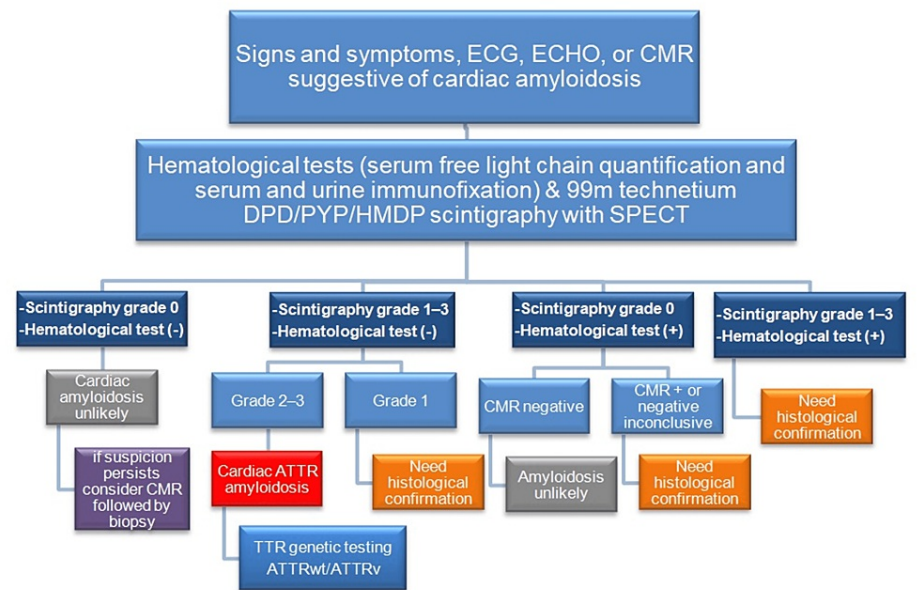 Signs and symptoms, ECG, ECHO, or CMR
suggestive of cardiac amyloidosis
Hematological tests (serum free light chain quantification and
serum and urine immunofixation) & 99m technetium
DPD/PYP/HMDP scintigraphy with SPECT
-Scintigraphy grade 0
-Hematological test (-)
-Scintigraphy grade 1–3
-Hematological test (-)
-Scintigraphy grade 0
-Hematological test (+)
-Scintigraphy grade 1–3
-Hematological test (+)
Cardiac
amyloidosis
unlikely
if suspicion
persists
consider CMR
followed by
biopsy
Grade 2–3
Cardiac ATTR
amyloidosis
TTR genetic testing
ATTRwt/ATTRv
Grade 1
Need
histological
confirmation
CMR negative
Amyloidosis
unlikely
CMR + or
negative
inconclusive
Need
histological
confirmation
Need
histological
confirmation